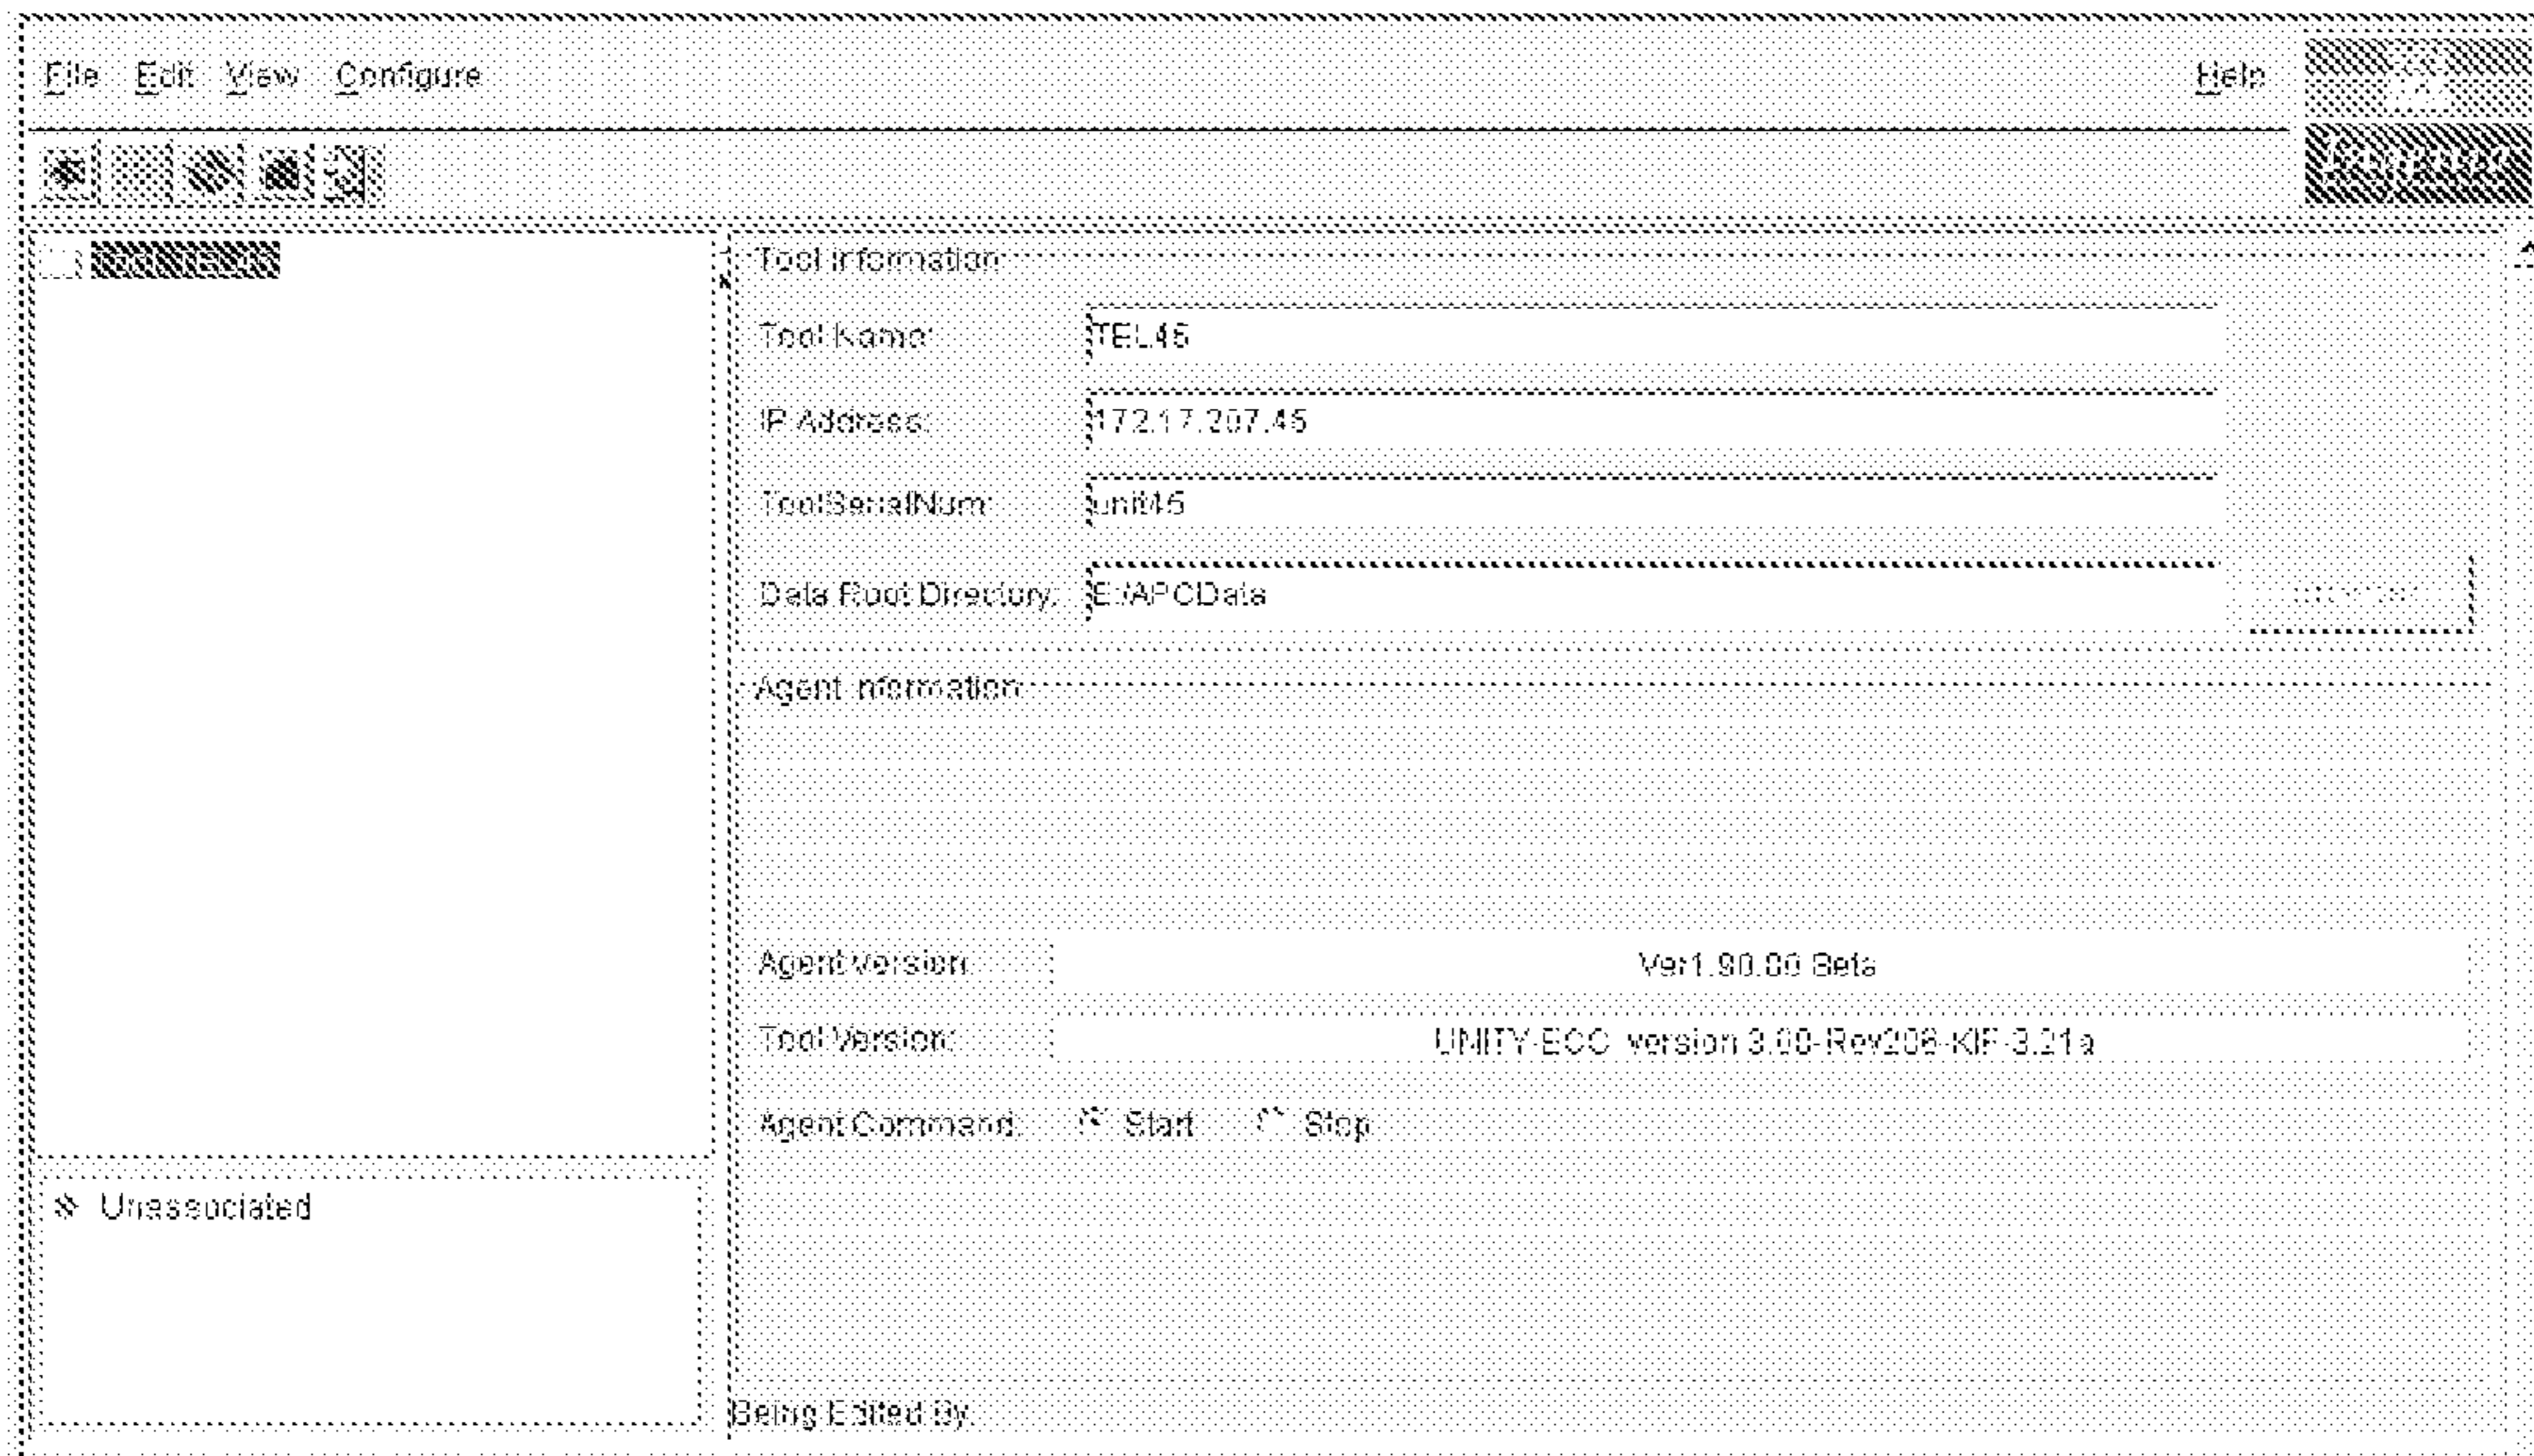 File Edit View Configure Help
Logout
Tool Information
Tool Name: TEL45
IP Address: 172.17.207.45
ToolSerialNum: unit45
Data Root Directory: E:/APCData
Agent Information
Agent version: Ver1.90.00 Beta
Tool Version: UNITY-ECC version 3.00-Rev206-KIF-3.21a
Agent Command: Start Stop
Unassociated
Being Edited By: